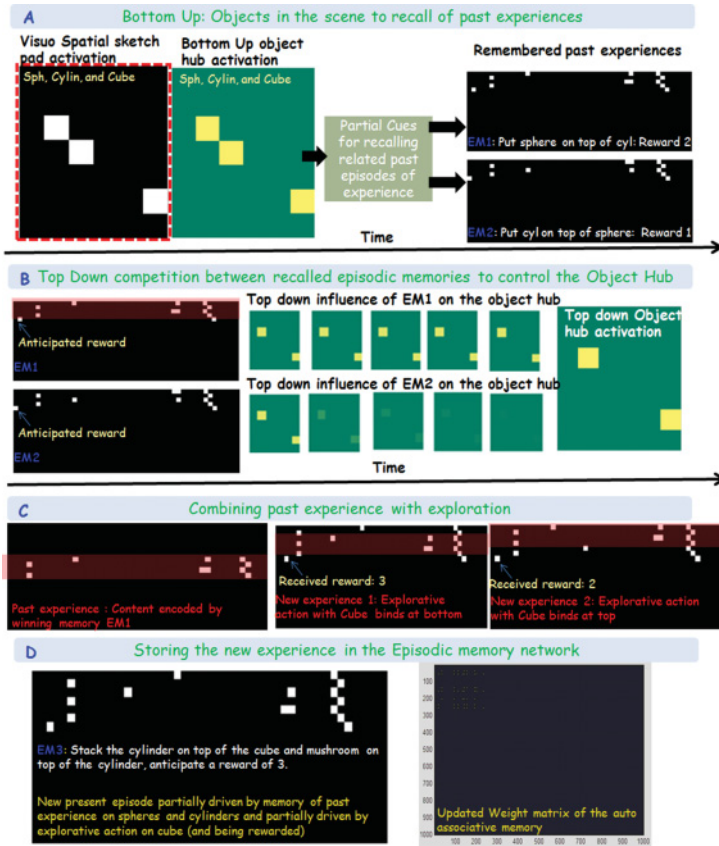 A
Bottom Up: Objects in the scene to recall of past experiences
Visuo Spatial sketch
pad activation
Sph, Cylin, and Cube
Bottom Up object
hub activation
Sph, Cylin, and Cube
Partial Cues
for recalling
related past
episodes of
experience
Remembered past experiences
EM1: Put sphere on top of cyl: Reward 2
EM2: Put cyl on top of sphere: Reward 1
Time
B
Top Down competition between recalled episodic memories to control the Object Hub
Anticipated reward
EM1
Top down influence of EM1 on the object hub
Top down Object
hub activation
Anticipated reward
EM2
Top down influence of EM2 on the object hub
Time
C
Combining past experience with exploration
Past experience : Content encoded by
winning memory EM1
Received reward: 3
New experience 1: Explorative
action with Cube binds at bottom
Received reward: 2
New experience 2: Explorative action
with Cube binds at top
D
Storing the new experience in the Episodic memory network
EM3: Stack the cylinder on top of the cube and mushroom on
top of the cylinder, anticipate a reward of 3.
New present episode partially driven by memory of past
experience on spheres and cylinders and partially driven by
explorative action on cube (and being rewarded)
100
200
300
400
500
600
700
800
900
1000
Updated Weight matrix of the auto
associative memory
100 200 300 400 500 600 700 800 900 1000